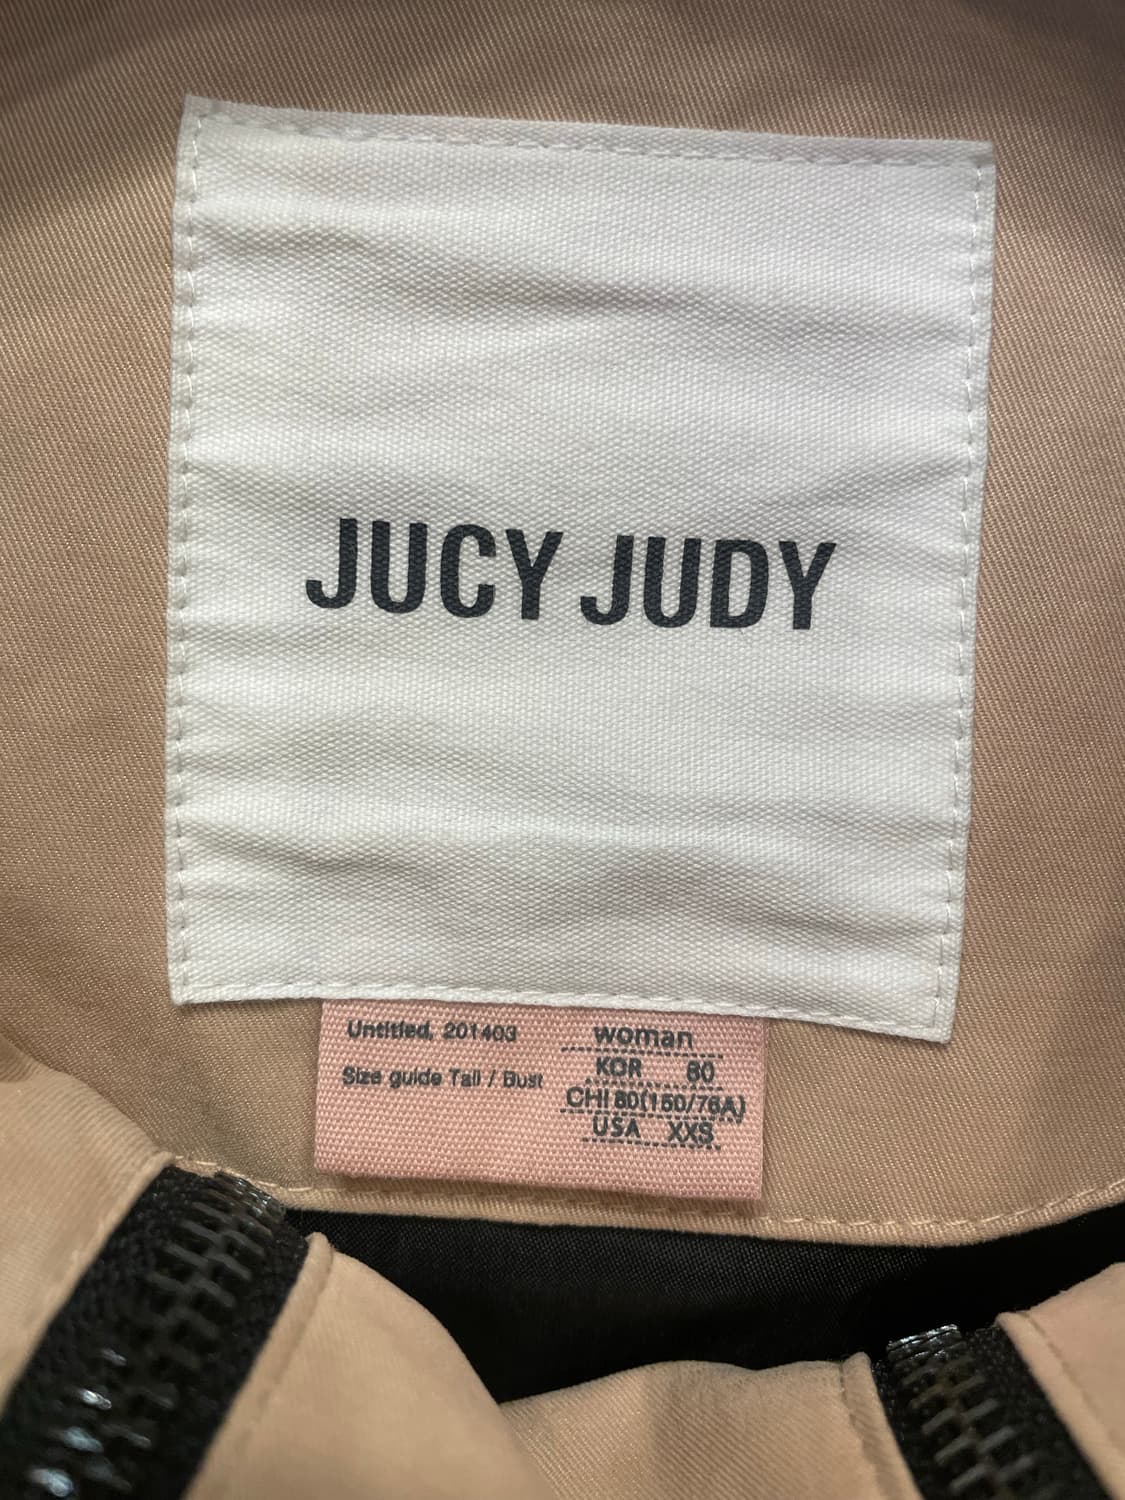 JUCY JUDY
Untitled, 201403
Size guide Tall / Bust
woman
KOR 80
CHI 80(150/76A)
USA XXS